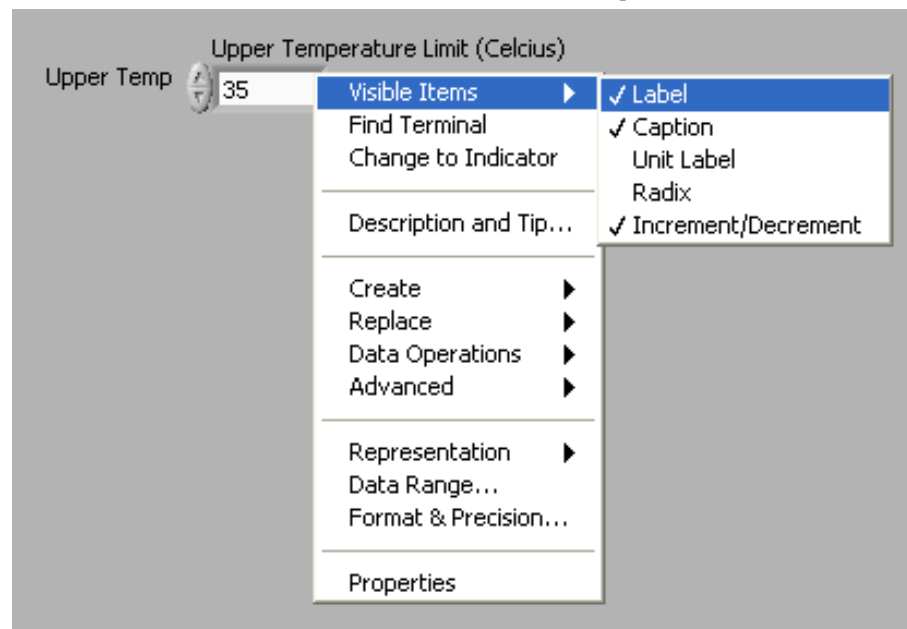 Upper Temperature Limit (Celcius)
Upper Temp 35
Visible Items
Find Terminal
Change to Indicator
Description and Tip...
Create
Replace
Data Operations
Advanced
Representation
Data Range...
Format & Precision...
Properties
✓ Label
✓ Caption
Unit Label
Radix
✓ Increment/Decrement